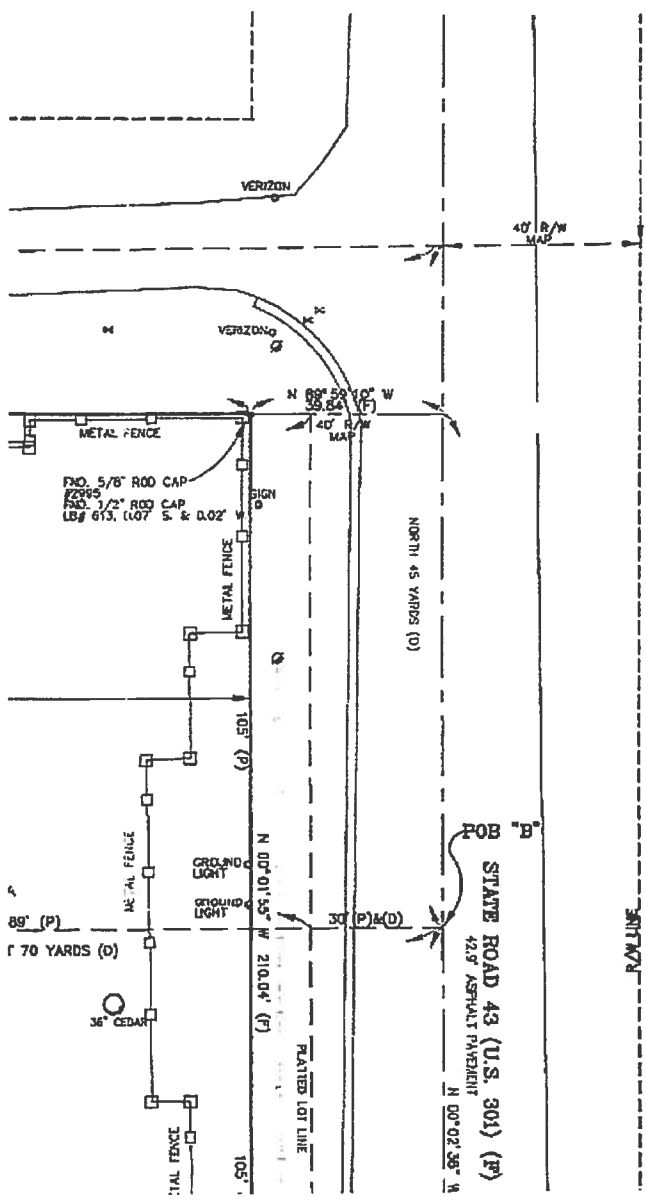 VERIZON
40' R/W
MAP
VERIZON
N 89°59'10" W
39.84' (F)
40' R/W
MAP
METAL FENCE
FND. 5/8" ROD CAP
#2995
FND. 1/2" ROD CAP
LB# 613, 0.07' S. & 0.02' W
SIGN
METAL FENCE
NORTH 45 YARDS (D)
105' (P)
POB "B"
METAL FENCE
GROUND
LIGHT
GROUND
LIGHT
N 00°01'55" W 210.04' (F)
89' (P)
30' (P)&(D)
T 70 YARDS (D)
STATE ROAD 43 (U.S. 301) (F)
42.9' ASPHALT PAVEMENT
R/W LINE
36" CEDAR
PLATTED LOT LINE
N 00°02'36" W
105'
TAL FENCE